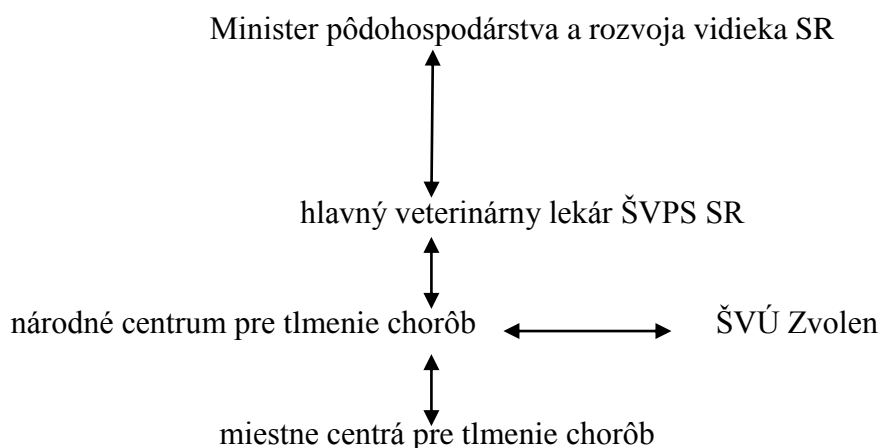 Minister pôdohospodárstva a rozvoja vidieka SR
hlavný veterinárny lekár ŠVPS SR
národné centrum pre tlmenie chorôb
ŠVÚ Zvolen
miestne centrá pre tlmenie chorôb